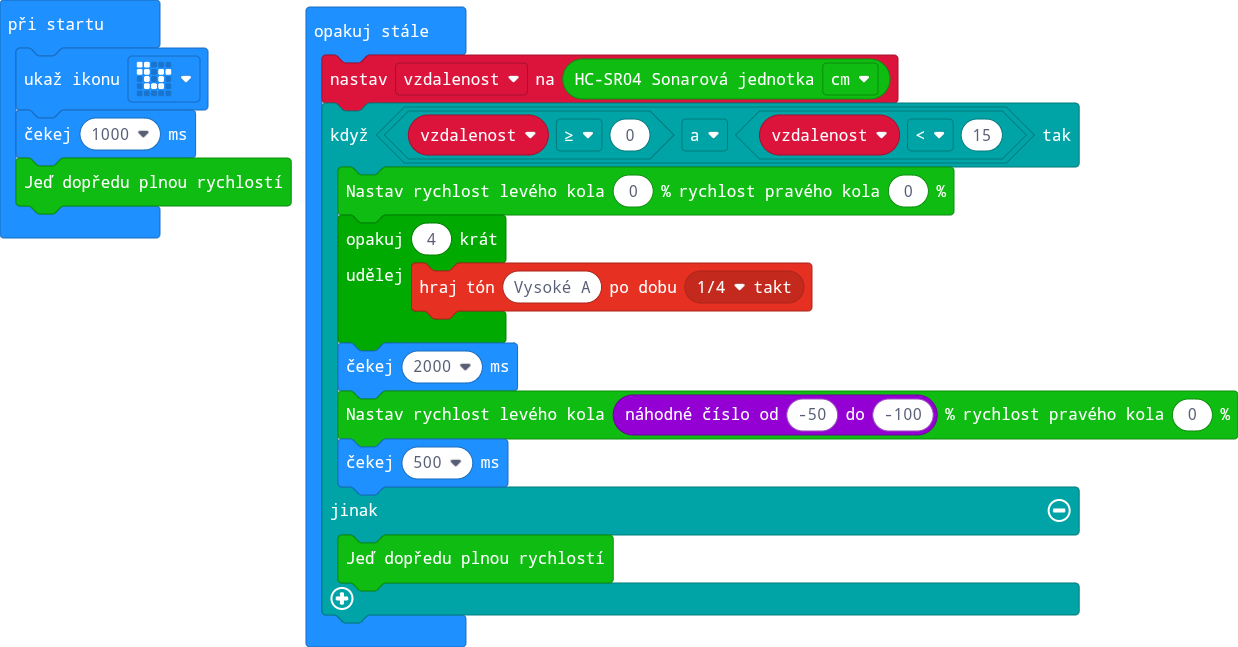 při startu
ukaž ikonu
čekej 1000 ms
Jeď dopředu plnou rychlostí
opakuj stále
nastav vzdalenost na HC-SR04 Sonarová jednotka cm
když vzdalenost ≥ 0 a vzdalenost < 15 tak
Nastav rychlost levého kola 0 % rychlost pravého kola 0 %
opakuj 4 krát
udělej
hraj tón Vysoké A po dobu 1/4 takt
čekej 2000 ms
Nastav rychlost levého kola náhodné číslo od -50 do -100 % rychlost pravého kola 0 %
čekej 500 ms
jinak
Jeď dopředu plnou rychlostí